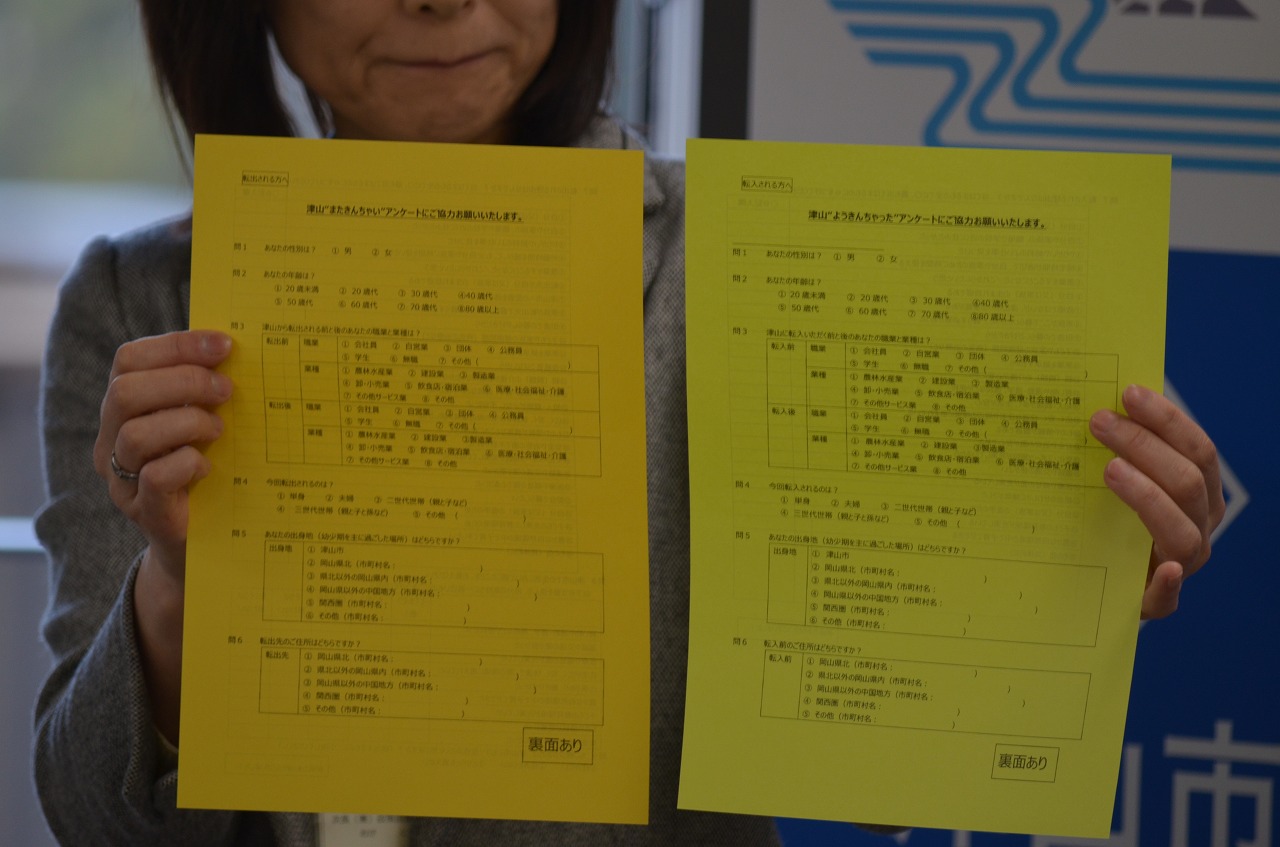 転出される方へ
津山"またきんちゃい"アンケートにご協力お願いいたします。
問1 あなたの性別は? ① 男 ② 女
問2 あなたの年齢は?
① 20歳未満 ② 20歳代 ③ 30歳代 ④40歳代
⑤ 50歳代 ⑥ 60歳代 ⑦ 70歳代 ⑧80歳以上
問3 津山から転出される前と後のあなたの職業と業種は?
転出前 職業 ① 会社員 ② 自営業 ③ 団体 ④ 公務員
⑤ 学生 ⑥ 無職 ⑦ その他 ( )
業種 ① 農林水産業 ② 建設業 ③ 製造業
④ 卸・小売業 ⑤ 飲食店・宿泊業 ⑥ 医療・社会福祉・介護
⑦ その他サービス業 ⑧ その他
転出後 職業 ① 会社員 ② 自営業 ③ 団体 ④ 公務員
⑤ 学生 ⑥ 無職 ⑦ その他 ( )
業種 ① 農林水産業 ② 建設業 ③製造業
④ 卸・小売業 ⑤ 飲食店・宿泊業 ⑥ 医療・社会福祉・介護
⑦ その他サービス業 ⑧ その他
問4 今回転出されるのは?
① 単身 ② 夫婦 ③ 二世代世帯(親と子など)
④ 三世代世帯(親と子と孫など) ⑤ その他 ( )
問5 あなたの出身地(幼少期を主に過ごした場所)はどちらですか?
出身地 ① 津山市
② 岡山県北(市町村名: )
③ 県北以外の岡山県内(市町村名: )
④ 岡山県以外の中国地方(市町村名: )
⑤ 関西圏(市町村名: )
⑥ その他(市町村名: )
問6 転出先のご住所はどちらですか?
転出先 ① 岡山県北(市町村名: )
② 県北以外の岡山県内(市町村名: )
③ 岡山県以外の中国地方(市町村名: )
④ 関西圏(市町村名: )
⑤ その他(市町村名: )
裏面あり
転入される方へ
津山"ようきんちゃった"アンケートにご協力お願いいたします。
問1 あなたの性別は? ① 男 ② 女
問2 あなたの年齢は?
① 20歳未満 ② 20歳代 ③ 30歳代 ④40歳代
⑤ 50歳代 ⑥ 60歳代 ⑦ 70歳代 ⑧80歳以上
問3 津山に転入いただく前と後のあなたの職業と業種は?
転入前 職業 ① 会社員 ② 自営業 ③ 団体 ④ 公務員
⑤ 学生 ⑥ 無職 ⑦ その他 ( )
業種 ① 農林水産業 ② 建設業 ③ 製造業
④ 卸・小売業 ⑤ 飲食店・宿泊業 ⑥ 医療・社会福祉・介護
⑦ その他サービス業 ⑧ その他
転入後 職業 ① 会社員 ② 自営業 ③ 団体 ④ 公務員
⑤ 学生 ⑥ 無職 ⑦ その他 ( )
業種 ① 農林水産業 ② 建設業 ③製造業
④ 卸・小売業 ⑤ 飲食店・宿泊業 ⑥ 医療・社会福祉・介護
⑦ その他サービス業 ⑧ その他
問4 今回転入されるのは?
① 単身 ② 夫婦 ③ 二世代世帯(親と子など)
④ 三世代世帯(親と子と孫など) ⑤ その他 ( )
問5 あなたの出身地(幼少期を主に過ごした場所)はどちらですか?
出身地 ① 津山市
② 岡山県北(市町村名: )
③ 県北以外の岡山県内(市町村名: )
④ 岡山県以外の中国地方(市町村名: )
⑤ 関西圏(市町村名: )
⑥ その他(市町村名: )
問6 転入前のご住所はどちらですか?
転入前 ① 岡山県北(市町村名: )
② 県北以外の岡山県内(市町村名: )
③ 岡山県以外の中国地方(市町村名: )
④ 関西圏(市町村名: )
⑤ その他(市町村名: )
裏面あり
山市